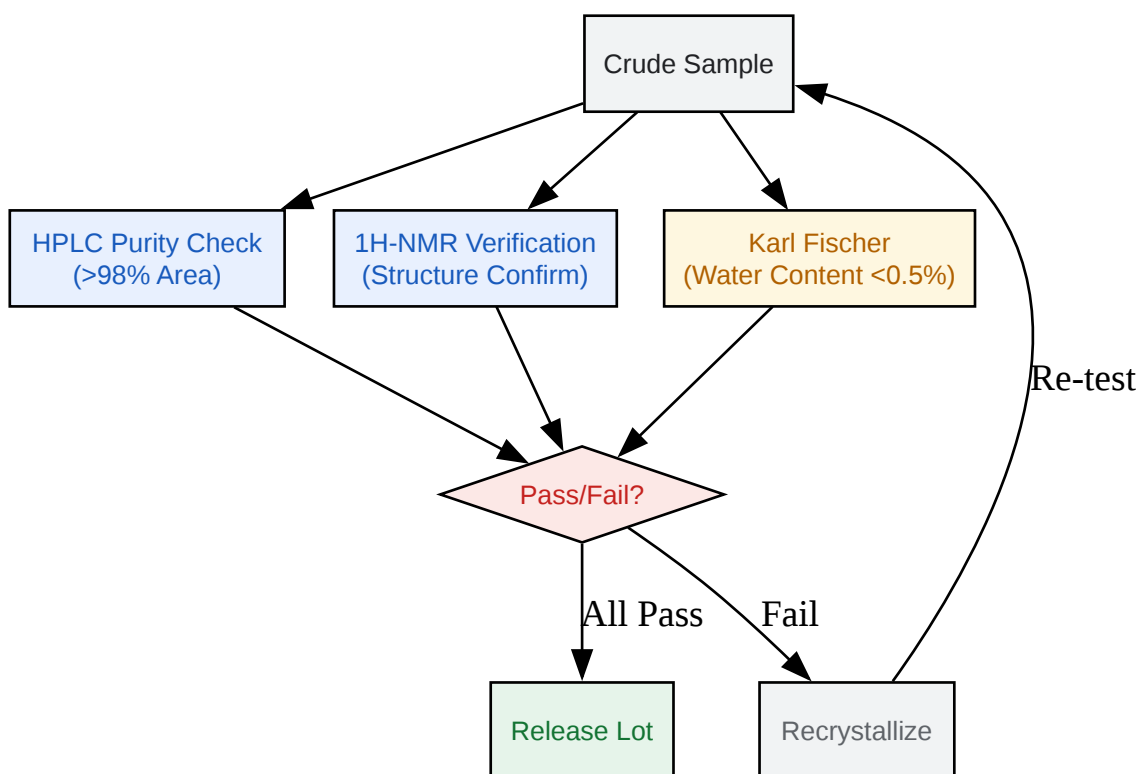 Crude Sample
HPLC Purity Check
(>98% Area)
1H-NMR Verification
(Structure Confirm)
Karl Fischer
(Water Content <0.5%)
Re-test
Pass/Fail?
All Pass
Fail
Release Lot
Recrystallize